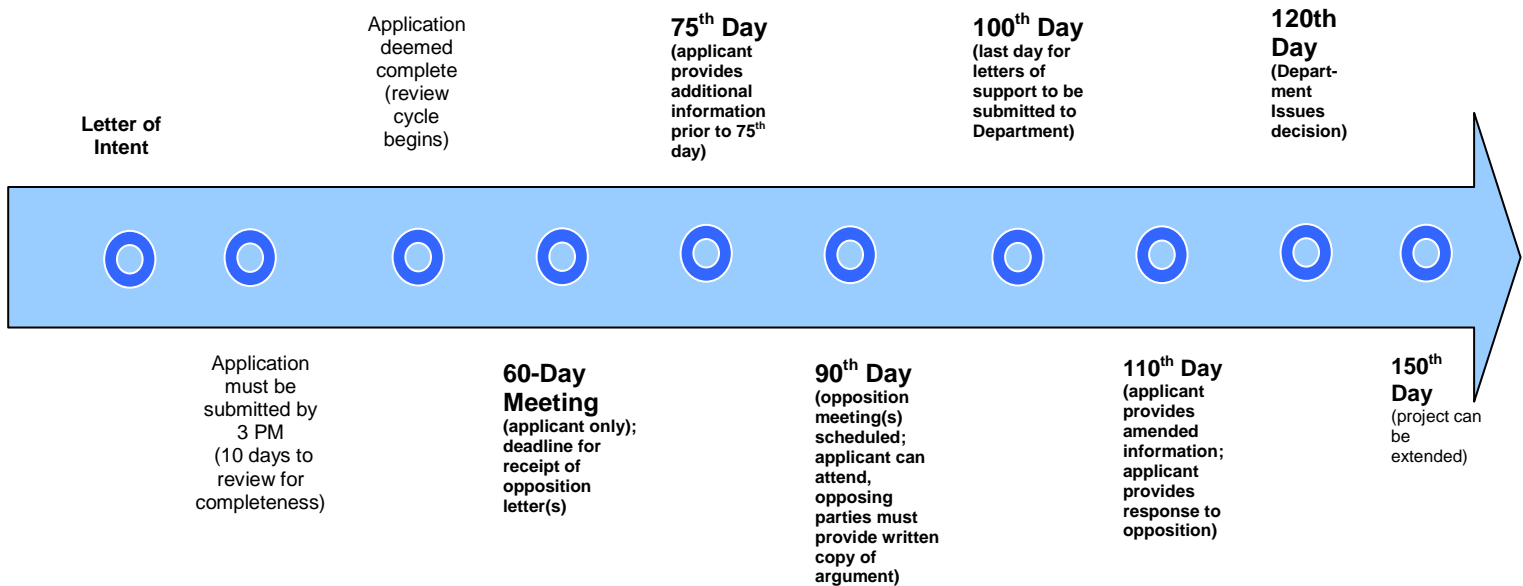 Letter of
Intent
Application
must be
submitted by
3 PM
(10 days to
review for
completeness)
Application
deemed
complete
(review
cycle
begins)
60-Day
Meeting
(applicant only);
deadline for
receipt of
opposition
letter(s)
75th Day
(applicant
provides
additional
information
prior to 75th
day)
90th Day
(opposition
meeting(s)
scheduled;
applicant can
attend,
opposing
parties must
provide written
copy of
argument)
100th Day
(last day for
letters of
support to be
submitted to
Department)
110th Day
(applicant
provides
amended
information;
applicant
provides
response to
opposition)
120th
Day
(Depart-
ment
Issues
decision)
150th
Day
(project can
be
extended)